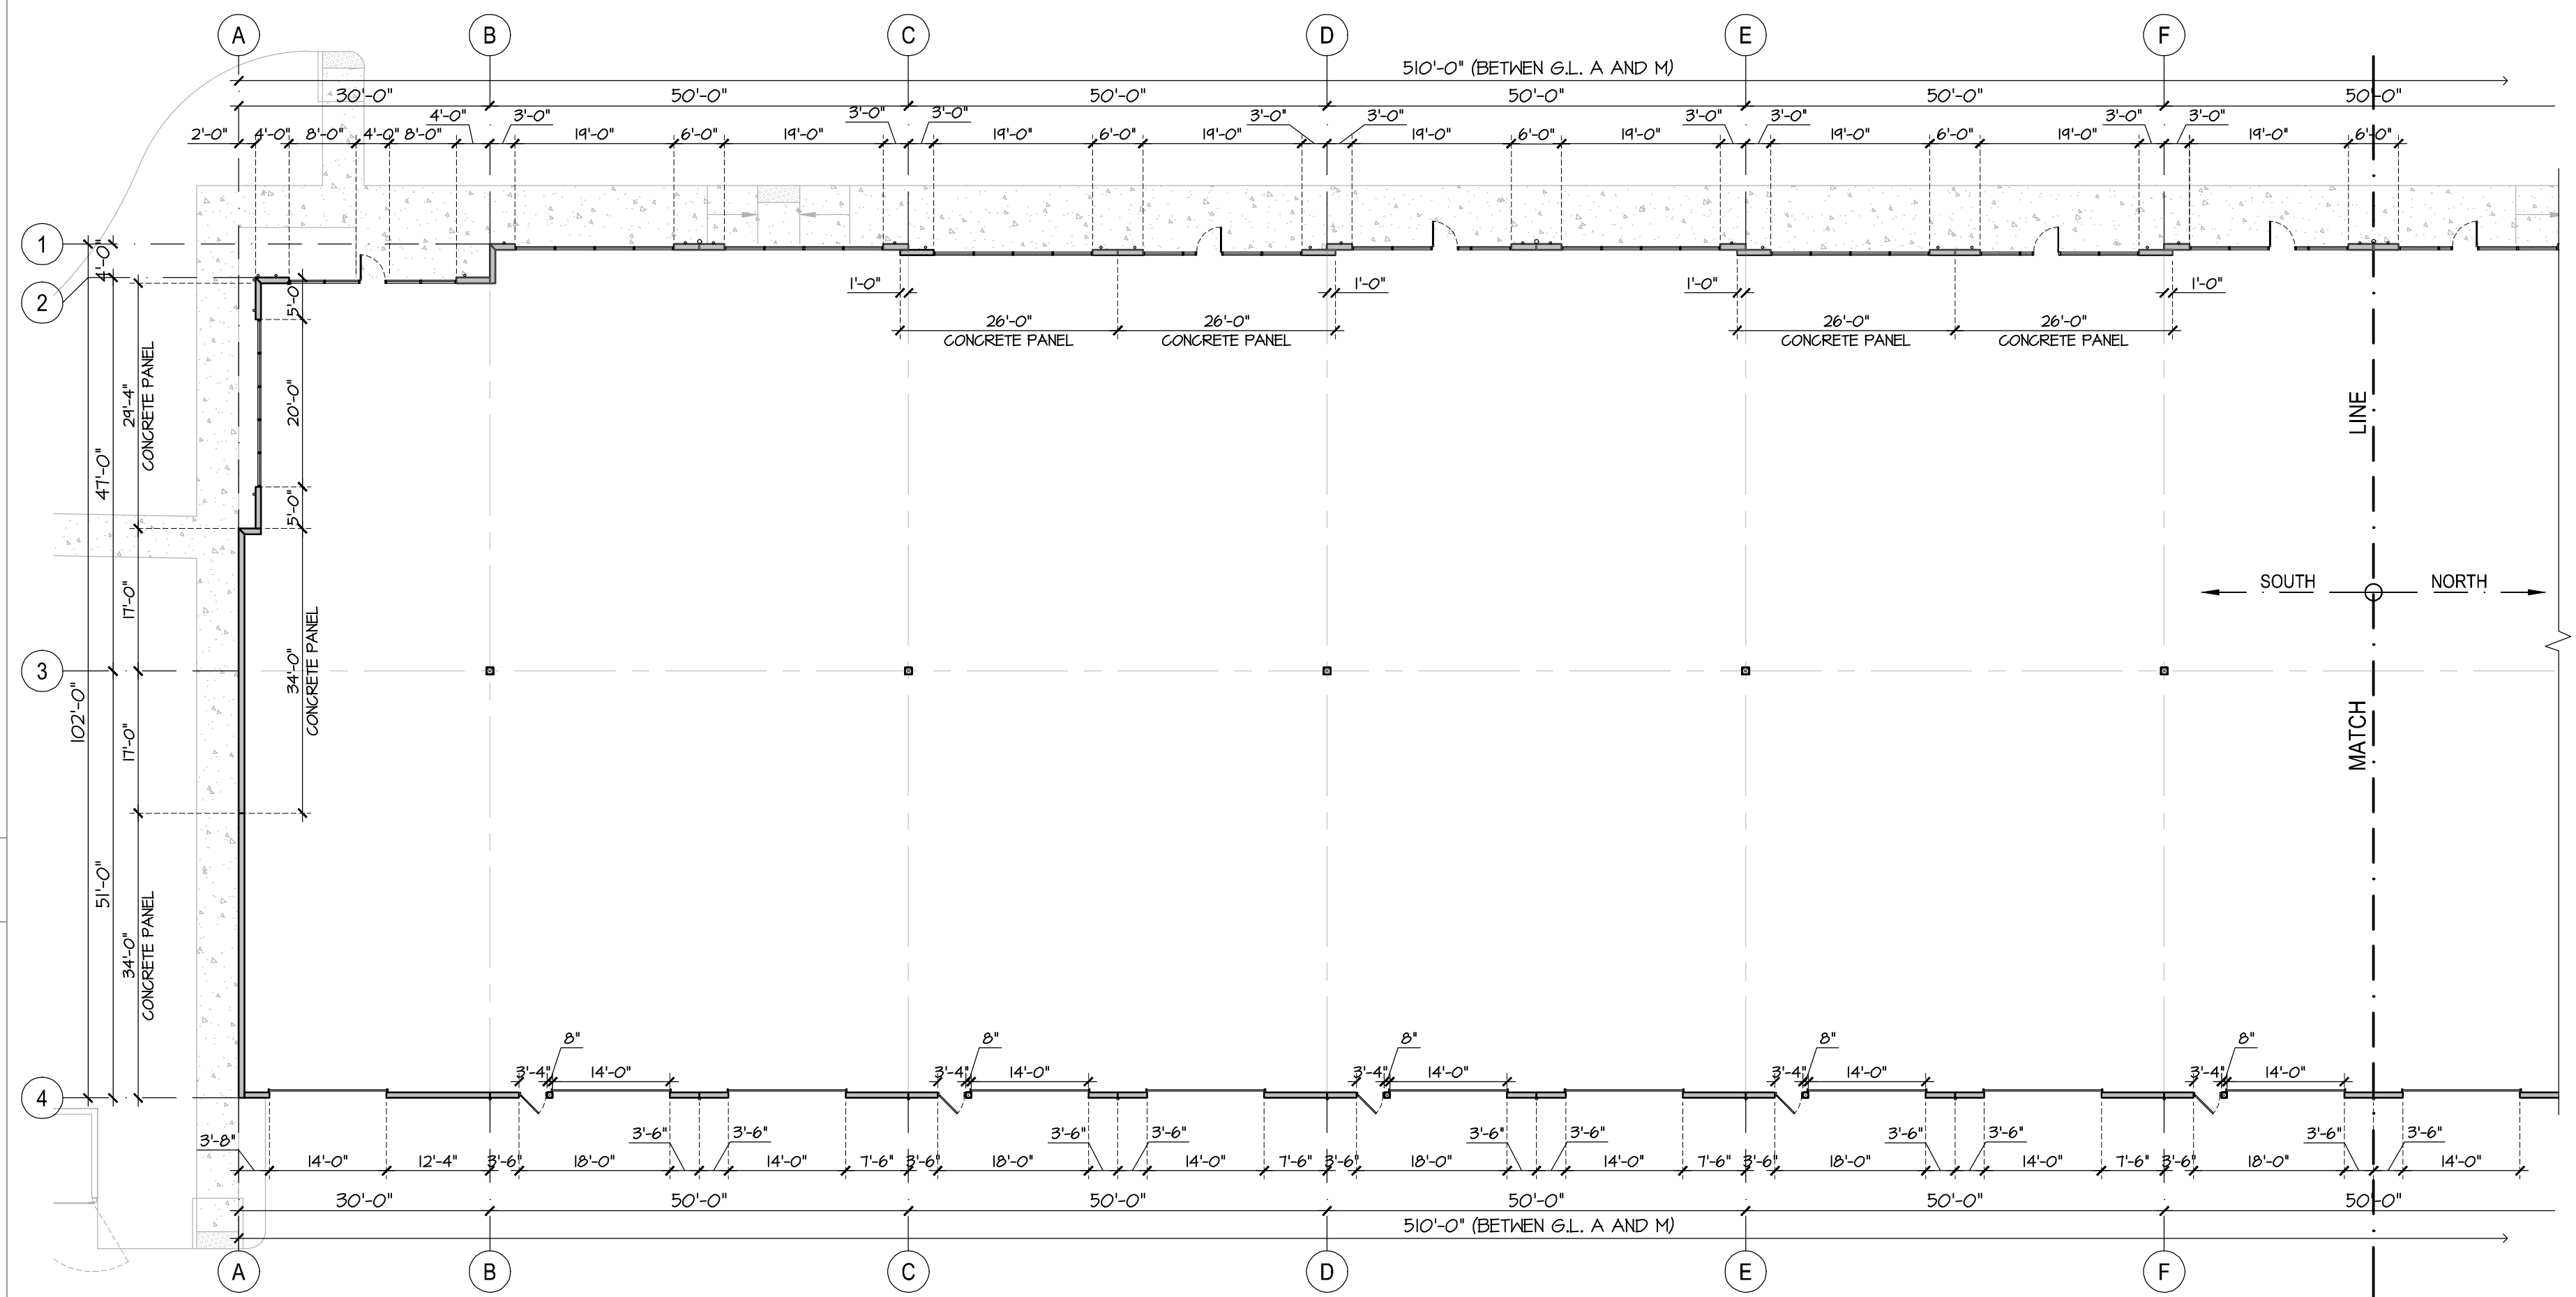 A B C D E F
510'-0" (BETWEN G.L. A AND M)
30'-0" 50'-0" 50'-0" 50'-0" 50'-0" 50'-0"
4'-0" 3'-0" 3'-0" 3'-0" 3'-0" 3'-0" 3'-0" 3'-0" 3'-0" 3'-0"
2'-0" 4'-0" 8'-0" 4'-0" 8'-0" 19'-0" 6'-0" 19'-0" 19'-0" 6'-0" 19'-0" 19'-0" 6'-0" 19'-0" 19'-0" 6'-0" 19'-0" 19'-0" 6'-0"
1
4'-0"
2
5'-0"
1'-0" 1'-0" 1'-0" 1'-0"
26'-0" 26'-0" 26'-0" 26'-0"
CONCRETE PANEL CONCRETE PANEL CONCRETE PANEL CONCRETE PANEL
29'-4"
CONCRETE PANEL
20'-0"
47'-0"
5'-0"
LINE
SOUTH NORTH
17'-0"
3
34'-0"
CONCRETE PANEL
102'-0"
17'-0"
MATCH
51'-0"
34'-0"
CONCRETE PANEL
8" 8" 8" 8" 8"
3'-4" 14'-0" 3'-4" 14'-0" 3'-4" 14'-0" 3'-4" 14'-0" 3'-4" 14'-0"
4
3'-8" 3'-6" 3'-6" 3'-6" 3'-6" 3'-6" 3'-6" 3'-6" 3'-6" 3'-6" 3'-6"
14'-0" 12'-4" 3'-6" 18'-0" 14'-0" 7'-6" 3'-6" 18'-0" 14'-0" 7'-6" 3'-6" 18'-0" 14'-0" 7'-6" 3'-6" 18'-0" 14'-0" 7'-6" 3'-6" 18'-0" 14'-0"
30'-0" 50'-0" 50'-0" 50'-0" 50'-0" 50'-0"
510'-0" (BETWEN G.L. A AND M)
A B C D E F